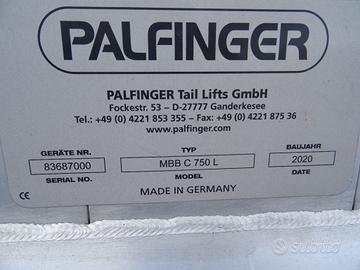 PALFINGER
PALFINGER Tail Lifts GmbH
Fockestr. 53 – D-27777 Ganderkesee
Tel.: +49 (0) 4221 853 355 – Fax: +49 (0) 4221 875 36
www.palfinger.com
GERÄTE NR. TYP BAUJAHR
83687000 MBB C 750 L 2020
SERIAL NO. MODEL DATE
CE MADE IN GERMANY
subito